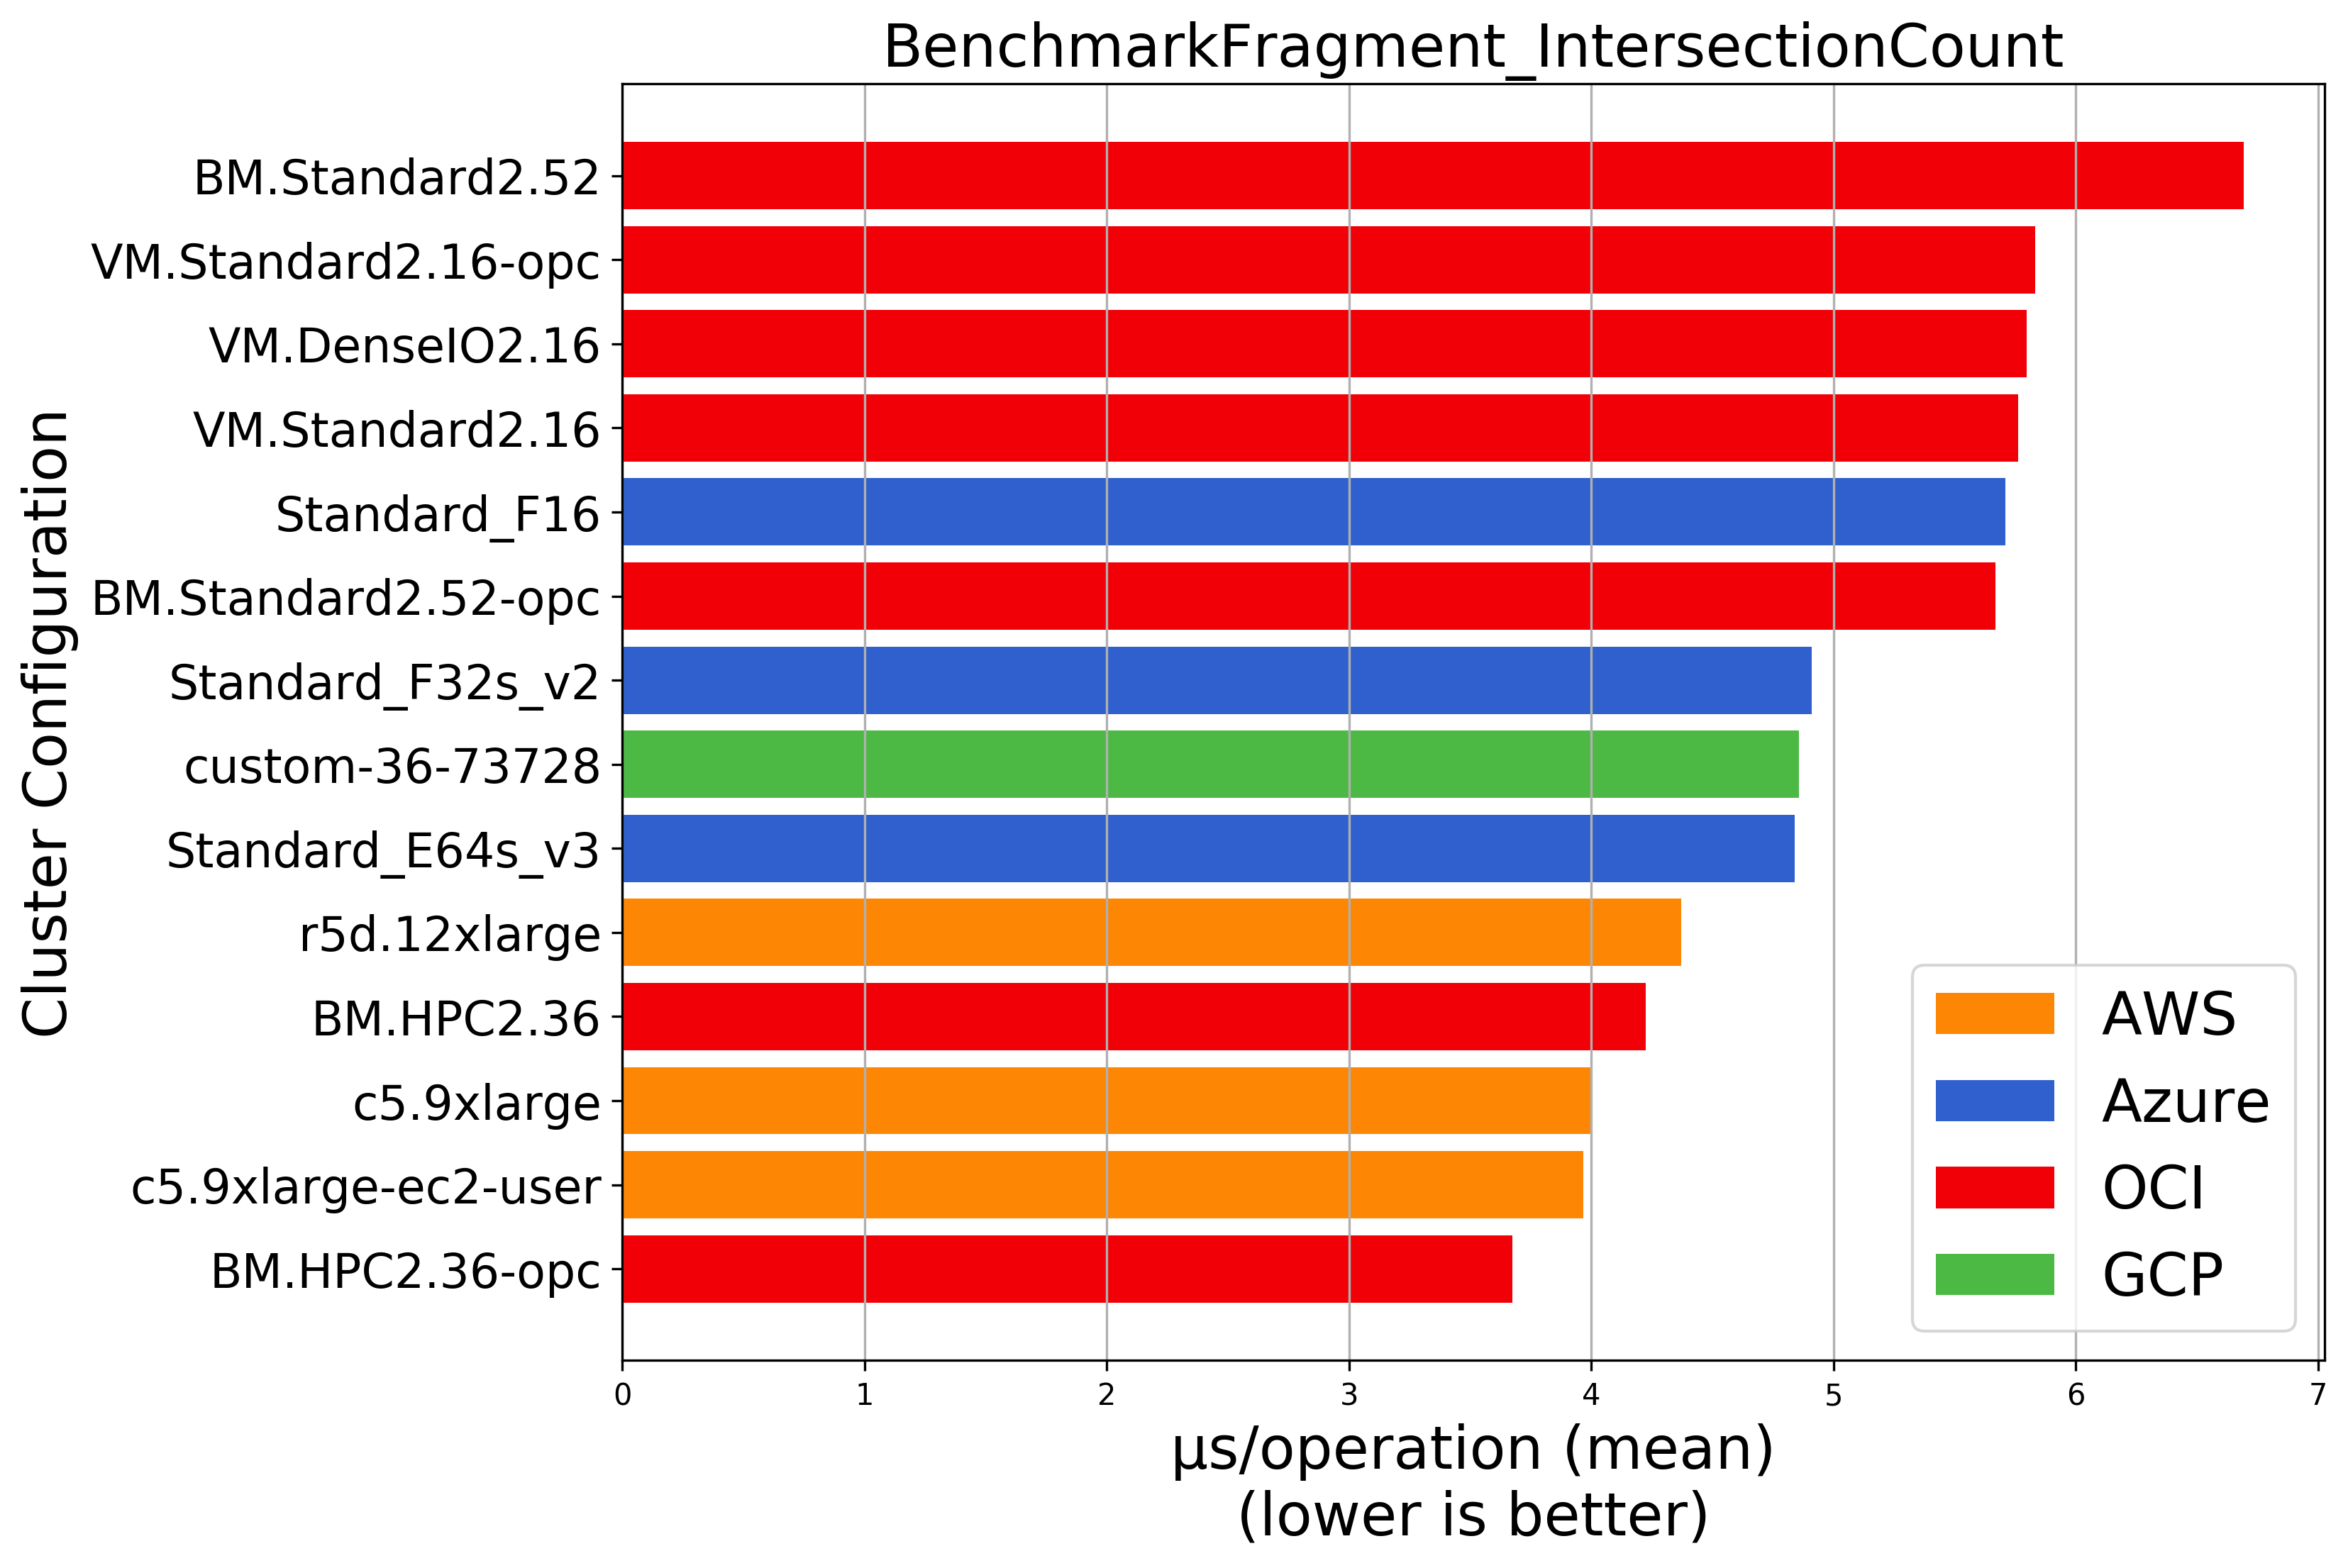 BenchmarkFragment_IntersectionCount
Cluster Configuration
BM.Standard2.52
VM.Standard2.16-opc
VM.DenseIO2.16
VM.Standard2.16
Standard_F16
BM.Standard2.52-opc
Standard_F32s_v2
custom-36-73728
Standard_E64s_v3
r5d.12xlarge
BM.HPC2.36
c5.9xlarge
c5.9xlarge-ec2-user
BM.HPC2.36-opc
AWS
Azure
OCI
GCP
0 1 2 3 4 5 6 7
μs/operation (mean)
(lower is better)